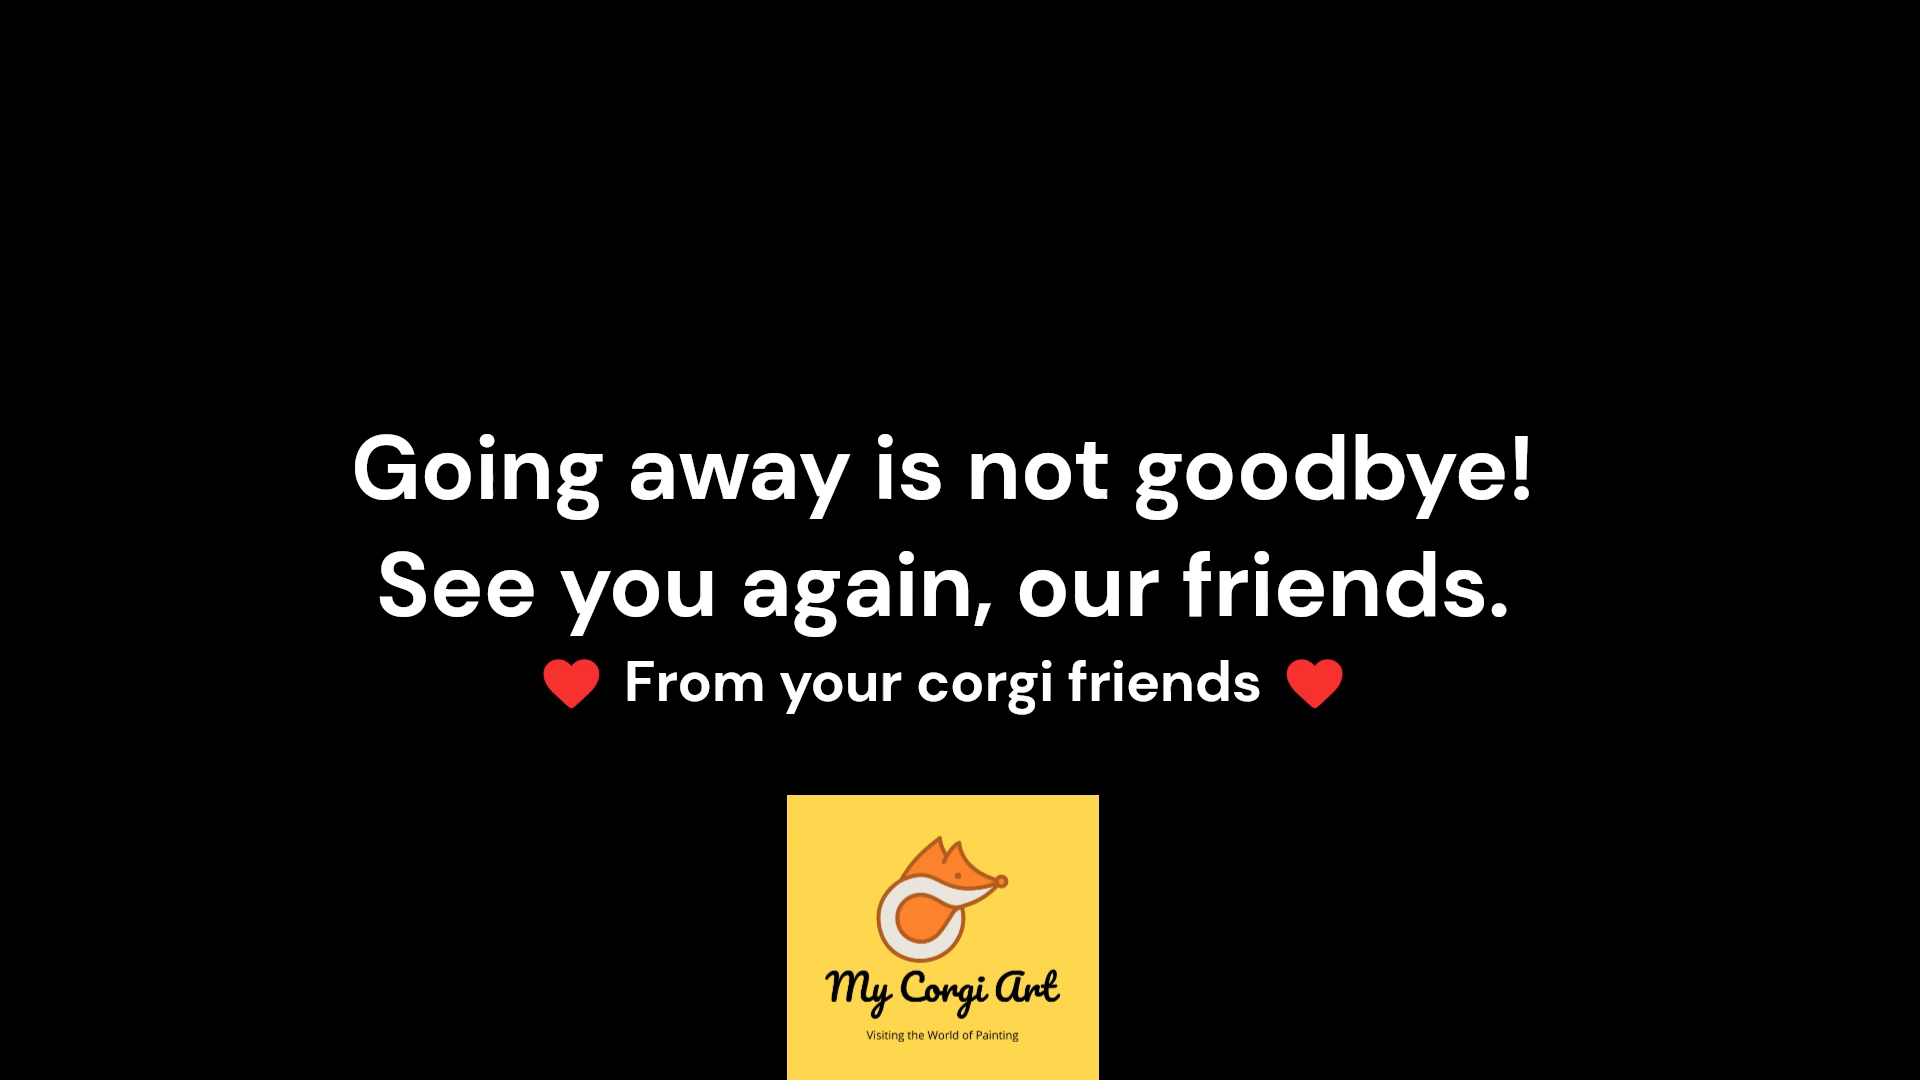 Going away is not goodbye!
See you again, our friends.
❤ From your corgi friends ❤
My Corgi Art
Visiting the World of Painting